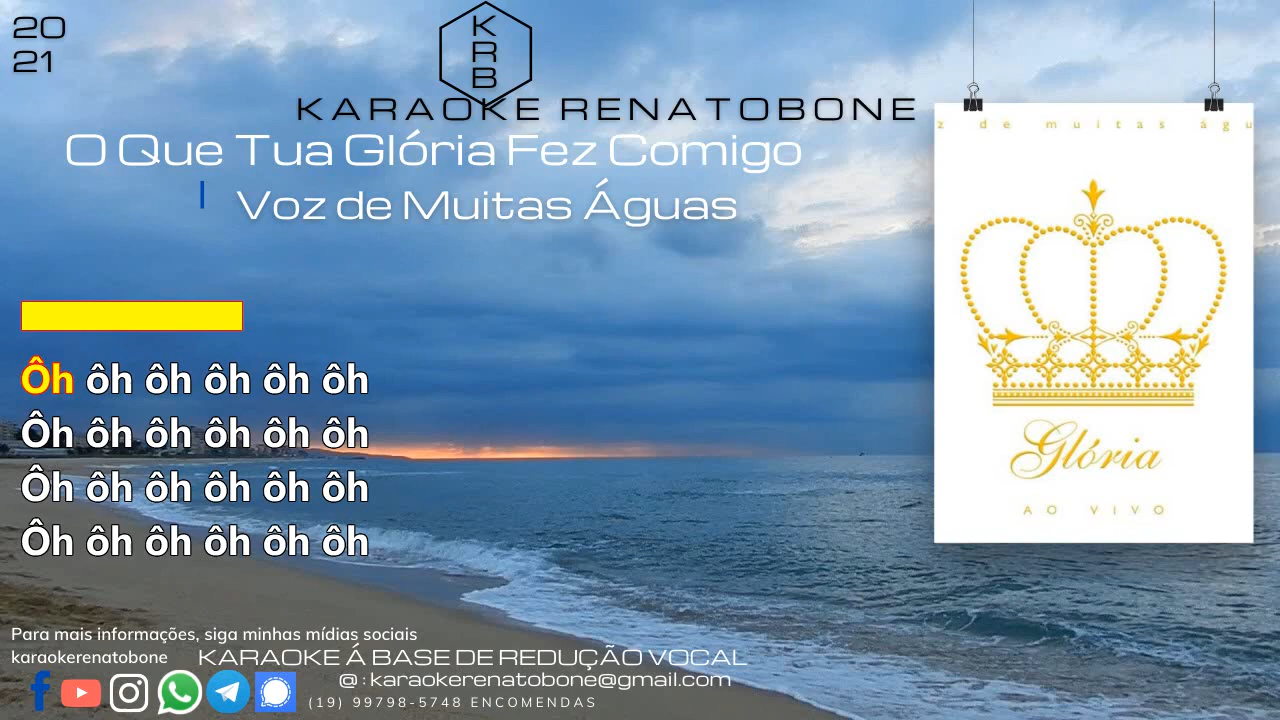 20
21
K
R
B
KARAOKE RENATOBONE
O Que Tua Glória Fez Comigo
Voz de Muitas Águas
z de muitas águ
Glória
AO VIVO
Ôh ôh ôh ôh ôh ôh
Ôh ôh ôh ôh ôh ôh
Ôh ôh ôh ôh ôh ôh
Ôh ôh ôh ôh ôh ôh
Para mais informações, siga minhas mídias sociais
karaokerenatobone
KARAOKE Á BASE DE REDUÇÃO VOCAL
@ : karaokerenatobone@gmail.com
(19) 99798-5748 ENCOMENDAS